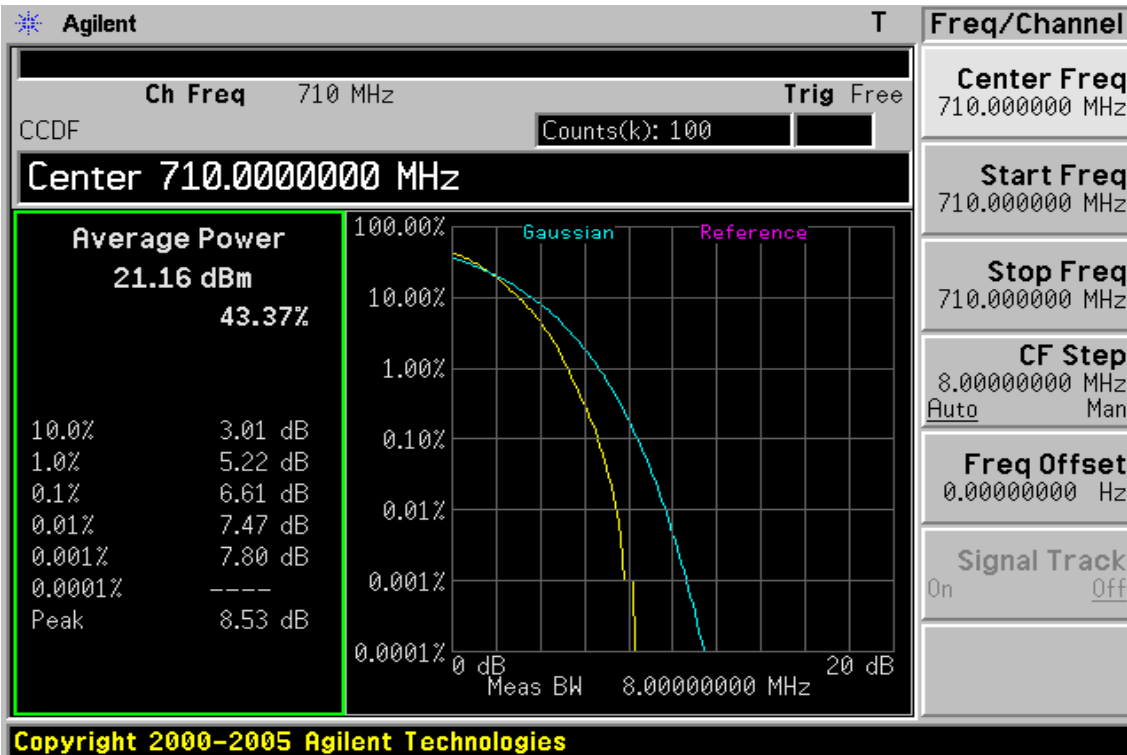 Agilent T
Ch Freq 710 MHz Trig Free
CCDF Counts(k): 100
Center 710.0000000 MHz
Average Power
21.16 dBm
43.37%
10.0% 3.01 dB
1.0% 5.22 dB
0.1% 6.61 dB
0.01% 7.47 dB
0.001% 7.80 dB
0.0001% ----
Peak 8.53 dB
Gaussian Reference
100.00%
10.00%
1.00%
0.10%
0.01%
0.001%
0.0001%
0 dB 20 dB
Meas BW 8.00000000 MHz
Freq/Channel
Center Freq
710.000000 MHz
Start Freq
710.000000 MHz
Stop Freq
710.000000 MHz
CF Step
8.00000000 MHz
Auto Man
Freq Offset
0.00000000 Hz
Signal Track
On Off
Copyright 2000-2005 Agilent Technologies